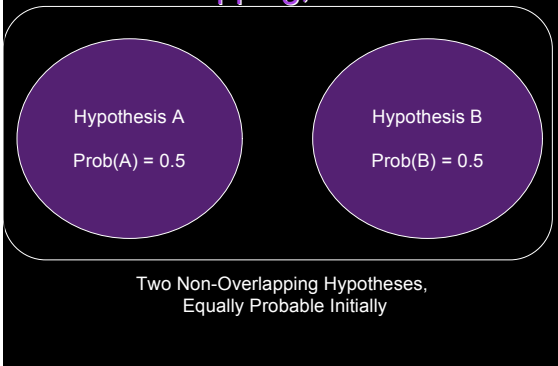 Hypothesis A
Prob(A) = 0.5
Hypothesis B
Prob(B) = 0.5
Two Non-Overlapping Hypotheses,
Equally Probable Initially